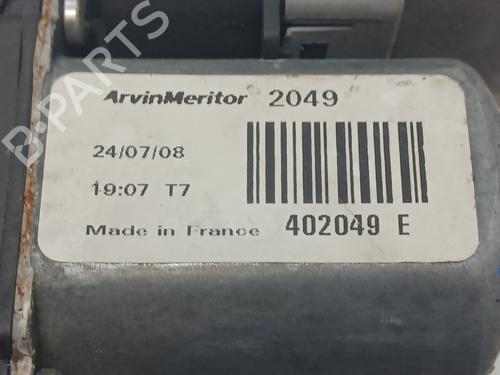 B-PARTS
ArvinMeritor 2049
24/07/08
19:07 T7
Made in France
402049 E